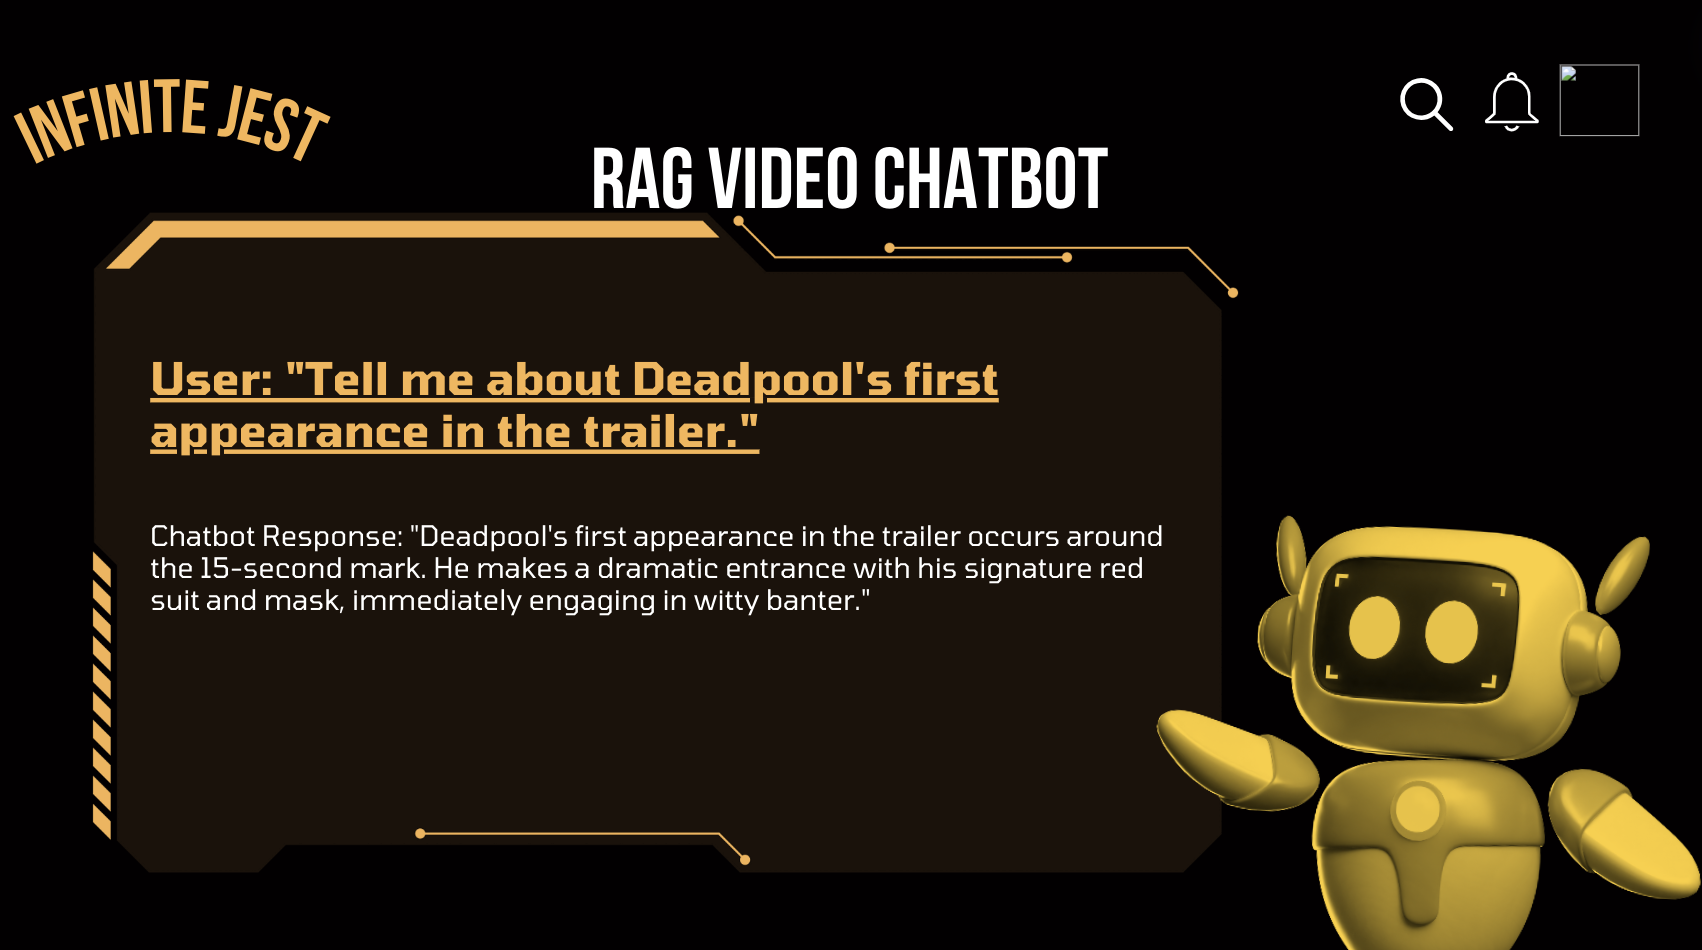 INFINITE JEST
RAG VIDEO CHATBOT
User: "Tell me about Deadpool's first
appearance in the trailer."
Chatbot Response: "Deadpool's first appearance in the trailer occurs around
the 15-second mark. He makes a dramatic entrance with his signature red
suit and mask, immediately engaging in witty banter."